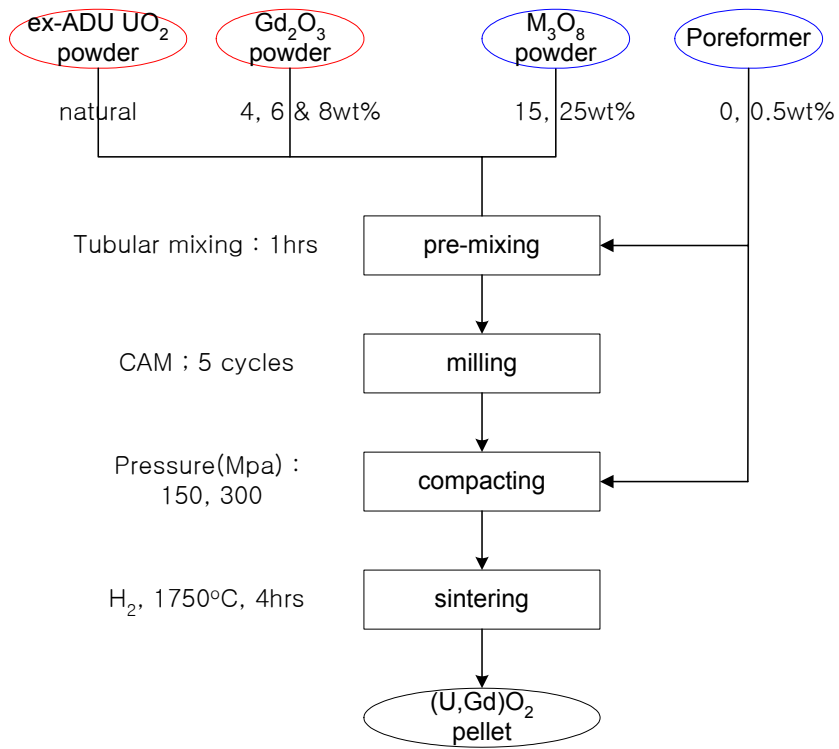 ex-ADU UO₂
powder
Gd₂O₃
powder
M₃O₈
powder
Poreformer
natural
4, 6 & 8wt%
15, 25wt%
0, 0.5wt%
Tubular mixing : 1hrs
pre-mixing
CAM ; 5 cycles
milling
Pressure(Mpa) :
150, 300
compacting
H₂, 1750°C, 4hrs
sintering
(U,Gd)O₂
pellet